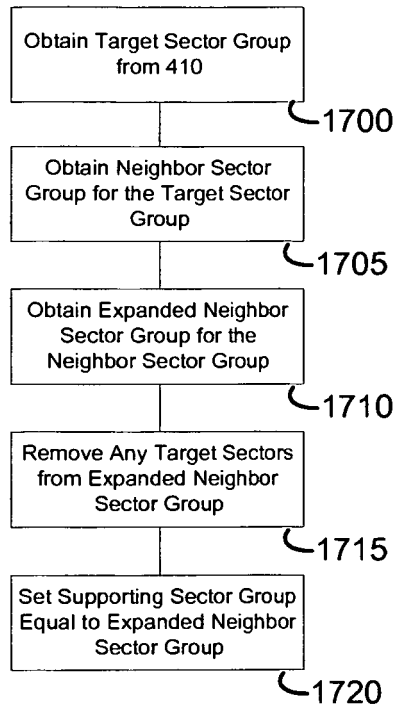 Obtain Target Sector Group
from 410
1700
Obtain Neighbor Sector
Group for the Target Sector
Group
1705
Obtain Expanded Neighbor
Sector Group for the
Neighbor Sector Group
1710
Remove Any Target Sectors
from Expanded Neighbor
Sector Group
1715
Set Supporting Sector Group
Equal to Expanded Neighbor
Sector Group
1720